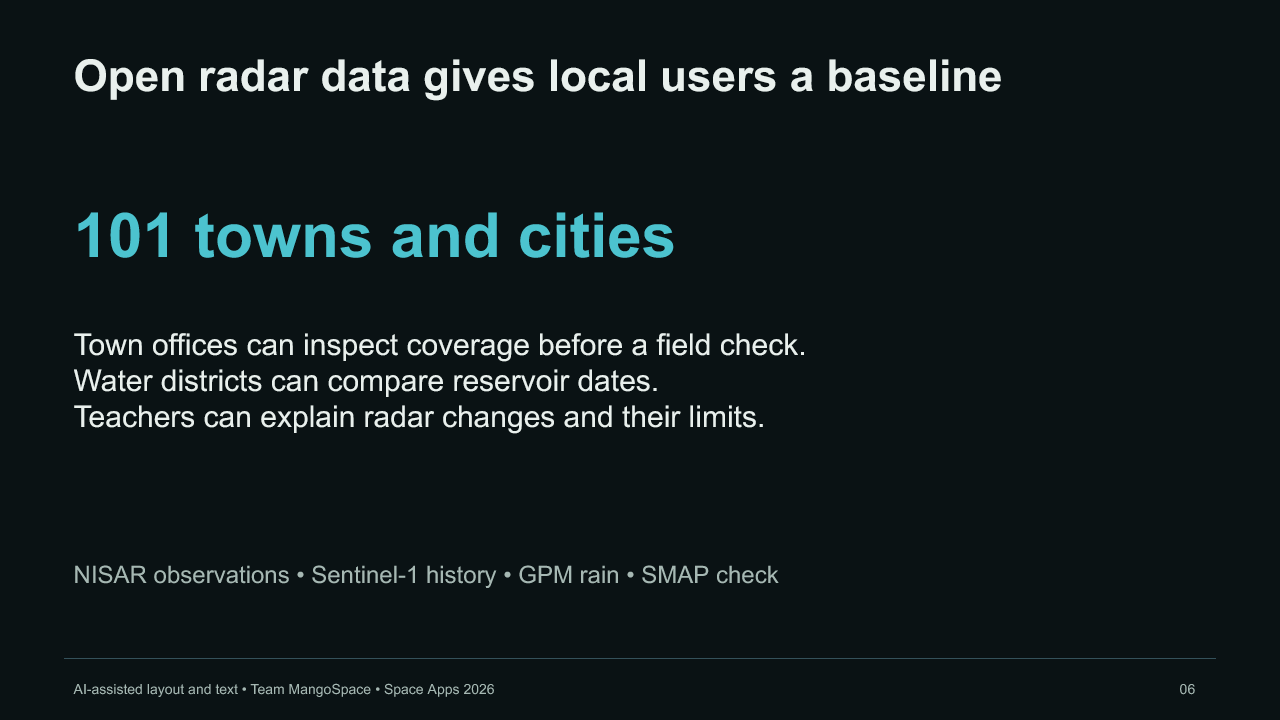 Open radar data gives local users a baseline
101 towns and cities
Town offices can inspect coverage before a field check.
Water districts can compare reservoir dates.
Teachers can explain radar changes and their limits.
NISAR observations • Sentinel-1 history • GPM rain • SMAP check
AI-assisted layout and text • Team MangoSpace • Space Apps 2026
06